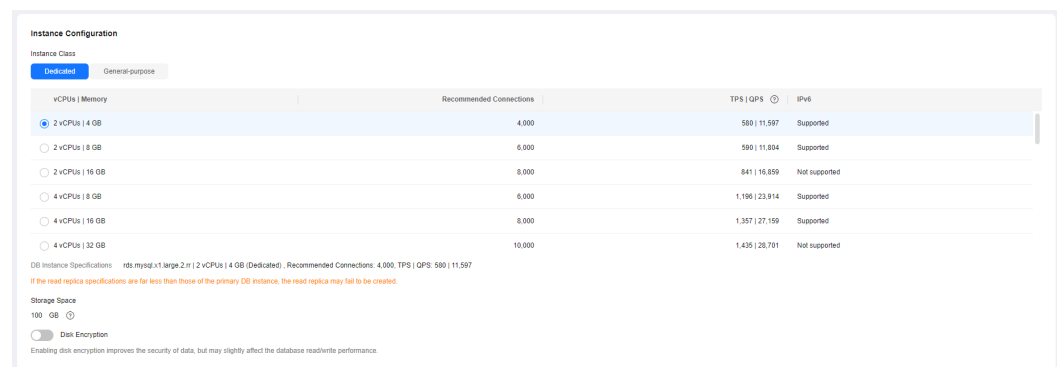 Instance Configuration
Instance Class
Dedicated General-purpose
vCPUs | Memory Recommended Connections TPS | QPS ? IPv6
2 vCPUs | 4 GB 4,000 580 | 11,597 Supported
2 vCPUs | 8 GB 6,000 590 | 11,804 Supported
2 vCPUs | 16 GB 8,000 841 | 16,859 Not supported
4 vCPUs | 8 GB 6,000 1,196 | 23,914 Supported
4 vCPUs | 16 GB 8,000 1,357 | 27,159 Supported
4 vCPUs | 32 GB 10,000 1,435 | 28,701 Not supported
DB Instance Specifications rds.mysql.x1.large.2.rr | 2 vCPUs | 4 GB (Dedicated) , Recommended Connections: 4,000, TPS | QPS: 580 | 11,597
If the read replica specifications are far less than those of the primary DB instance, the read replica may fail to be created.
Storage Space
100 GB ?
Disk Encryption
Enabling disk encryption improves the security of data, but may slightly affect the database read/write performance.